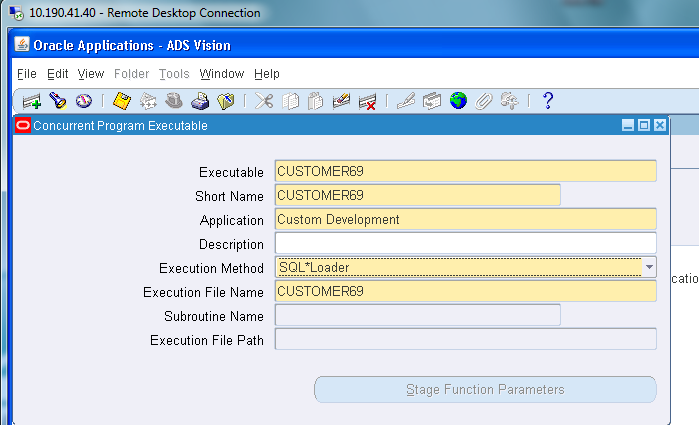 10.190.41.40 - Remote Desktop Connection
Oracle Applications - ADS Vision
File Edit View Folder Tools Window Help
Concurrent Program Executable
Executable CUSTOMER69
Short Name CUSTOMER69
Application Custom Development
Description
Execution Method SQL*Loader
Execution File Name CUSTOMER69
Subroutine Name
Execution File Path
Stage Function Parameters